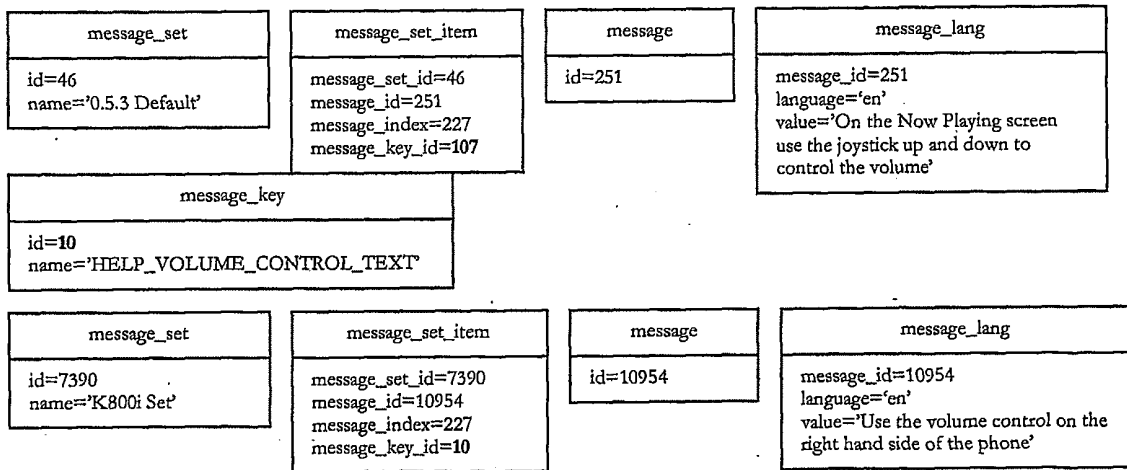 message_set
id=46
name='0.5.3 Default'
message_set_item
message_set_id=46
message_id=251
message_index=227
message_key_id=107
message
id=251
message_lang
message_id=251
language='en'
value='On the Now Playing screen
use the joystick up and down to
control the volume'
message_key
id=10
name='HELP_VOLUME_CONTROL_TEXT'
message_set
id=7390
name='K800i Set'
message_set_item
message_set_id=7390
message_id=10954
message_index=227
message_key_id=10
message
id=10954
message_lang
message_id=10954
language='en'
value='Use the volume control on the
right hand side of the phone'